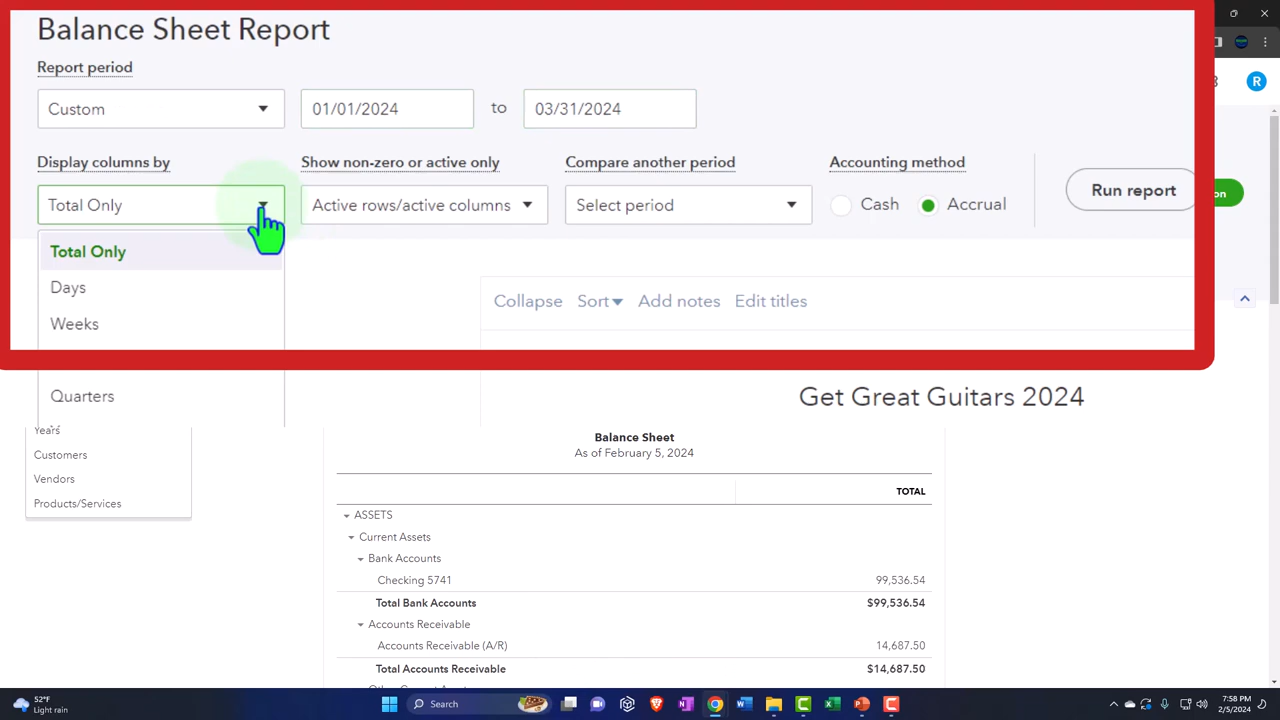 Balance Sheet Report
Report period
Custom 01/01/2024 to 03/31/2024
Display columns by Show non-zero or active only Compare another period Accounting method
Total Only Active rows/active columns Select period Cash Accrual Run report
R
Total Only
Days
Weeks
Collapse Sort Add notes Edit titles
Quarters
Get Great Guitars 2024
Years
Customers
Vendors
Products/Services
Balance Sheet
As of February 5, 2024
TOTAL
ASSETS
Current Assets
Bank Accounts
Checking 5741 99,536.54
Total Bank Accounts $99,536.54
Accounts Receivable
Accounts Receivable (A/R) 14,687.50
Total Accounts Receivable $14,687.50
52°F
Light rain
Search
7:58 PM
2/5/2024